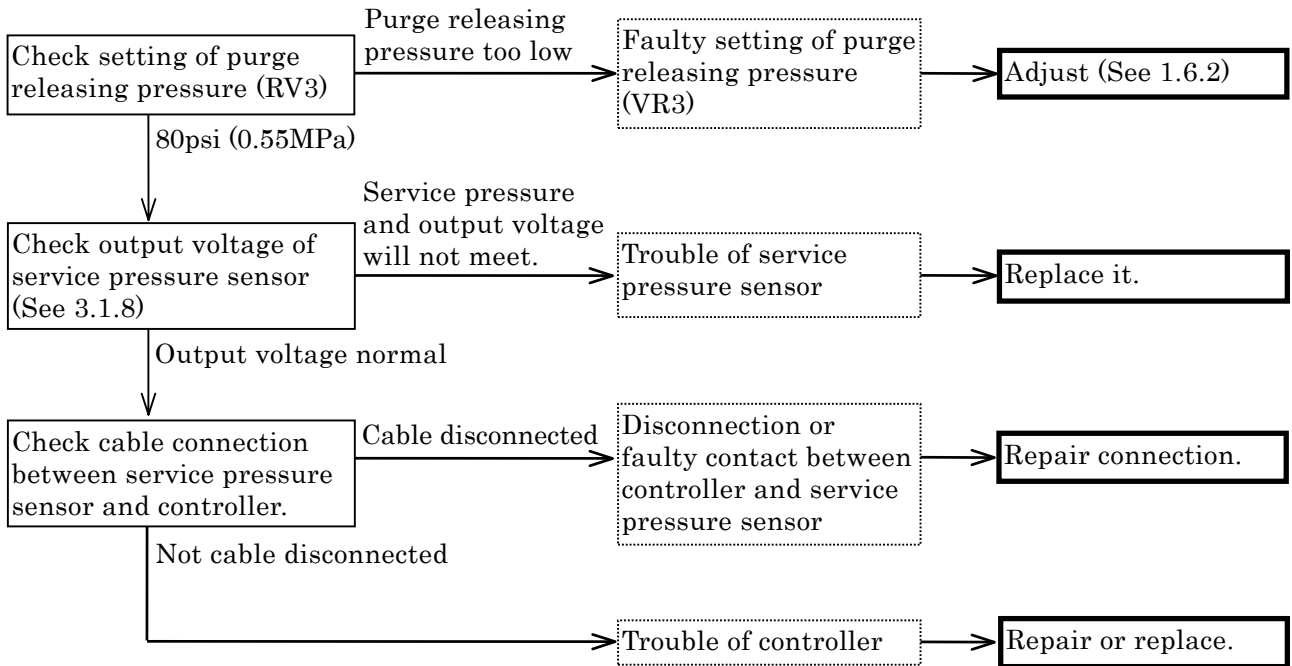 Purge releasing
pressure too low
Check setting of purge
releasing pressure (RV3)
Faulty setting of purge
releasing pressure
(VR3)
Adjust (See 1.6.2)
80psi (0.55MPa)
Service pressure
and output voltage
will not meet.
Check output voltage of
service pressure sensor
(See 3.1.8)
Trouble of service
pressure sensor
Replace it.
Output voltage normal
Check cable connection
between service pressure
sensor and controller.
Cable disconnected
Disconnection or
faulty contact between
controller and service
pressure sensor
Repair connection.
Not cable disconnected
Trouble of controller
Repair or replace.